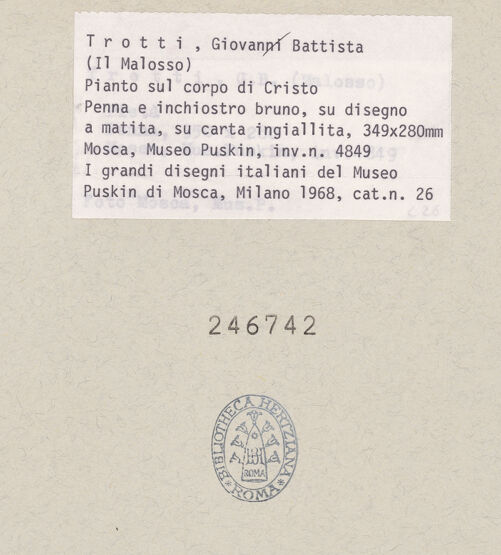 T r o t t i , Giovanni Battista
(Il Malosso)
Pianto sul corpo di Cristo
Penna e inchiostro bruno, su disegno
a matita, su carta ingiallita, 349x280mm
Mosca, Museo Puskin, inv.n. 4849
I grandi disegni italiani del Museo
Puskin di Mosca, Milano 1968, cat.n. 26
246742
BIBLIOTHECA HERTZIANA
ROMA
ROMA